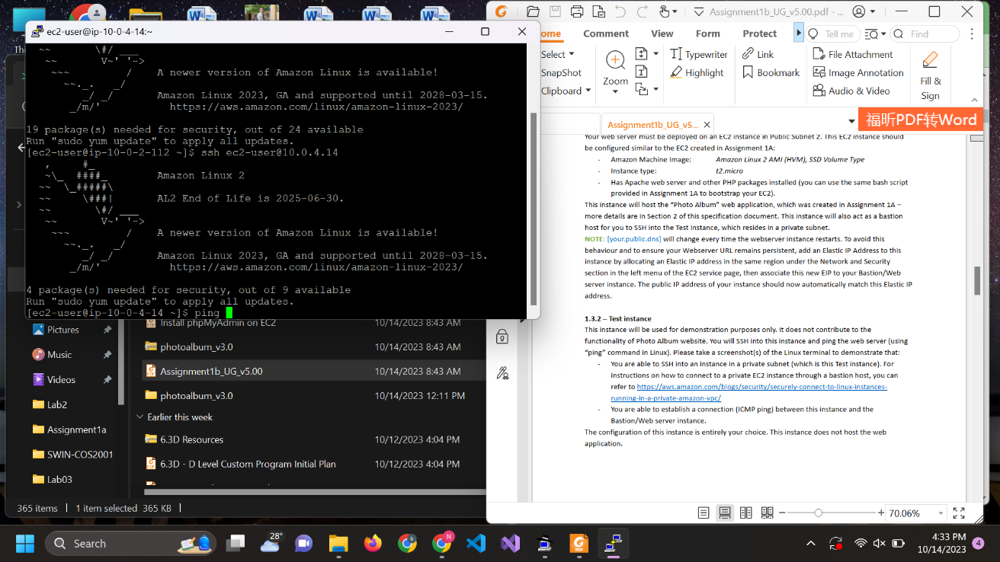 ec2-user@ip-10-0-4-14:~
A newer version of Amazon Linux is available!
Amazon Linux 2023, GA and supported until 2028-03-15.
https://aws.amazon.com/linux/amazon-linux-2023/
19 package(s) needed for security, out of 24 available
Run "sudo yum update" to apply all updates.
[ec2-user@ip-10-0-2-112 ~]$ ssh ec2-user@10.0.4.14
Amazon Linux 2
AL2 End of Life is 2025-06-30.
A newer version of Amazon Linux is available!
Amazon Linux 2023, GA and supported until 2028-03-15.
https://aws.amazon.com/linux/amazon-linux-2023/
4 package(s) needed for security, out of 9 available
Run "sudo yum update" to apply all updates.
[ec2-user@ip-10-0-4-14 ~]$ ping
Pictures
Music
Videos
Lab2
Assignment1a
SWIN-COS2001
Lab03
Install phpMyAdmin on EC2 10/14/2023 8:43 AM
photoalbum_v3.0 10/14/2023 8:43 AM
Assignment1b_UG_v5.00 10/14/2023 8:43 AM
photoalbum_v3.0 10/14/2023 12:11 PM
Earlier this week
6.3D Resources 10/12/2023 4:04 PM
6.3D - D Level Custom Program Initial Plan 10/12/2023 4:04 PM
365 items 1 item selected 365 KB
Assignment1b_UG_v5.00.pdf - ...
ome Comment View Form Protect Tell me Find
Select
SnapShot
Clipboard
Zoom
Typewriter
Highlight
Link
Bookmark
File Attachment
Image Annotation
Audio & Video
Fill &
Sign
Assignment1b_UG_v5...
福昕PDF转Word
Your web server must be deployed on an EC2 instance in Public Subnet 2. This EC2 instance should
be configured similar to the EC2 created in Assignment 1A:
- Amazon Machine Image: Amazon Linux 2 AMI (HVM), SSD Volume Type
- Instance type: t2.micro
- Has Apache web server and other PHP packages installed (you can use the same bash script
provided in Assignment 1A to bootstrap your EC2).
This instance will host the “Photo Album” web application, which was created in Assignment 1A –
more details are in Section 2 of this specification document. This instance will also act as a bastion
host for you to SSH into the Test instance, which resides in a private subnet.
NOTE: [your.public.dns] will change every time the webserver instance restarts. To avoid this
behaviour and to ensure your Webserver URL remains persistent, add an Elastic IP Address to this
instance by allocating an Elastic IP address in the same region under the Network and Security
section in the left menu of the EC2 service page, then associate this new EIP to your Bastion/Web
server instance. The public IP address of your instance should now automatically match this Elastic IP
address.
1.3.2 – Test instance
This instance will be used for demonstration purposes only. It does not contribute to the
functionality of Photo Album website. You will SSH into this instance and ping the web server (using
“ping” command in Linux). Please take a screenshot(s) of the Linux terminal to demonstrate that:
- You are able to SSH into an instance in a private subnet (which is this Test instance). For
instructions on how to connect to a private EC2 instance through a bastion host, you can
refer to https://aws.amazon.com/blogs/security/securely-connect-to-linux-instances-
running-in-a-private-amazon-vpc/
- You are able to establish a connection (ICMP ping) between this instance and the
Bastion/Web server instance.
The configuration of this instance is entirely your choice. This instance does not host the web
application.
70.06%
Search
28°
4:33 PM
10/14/2023
4